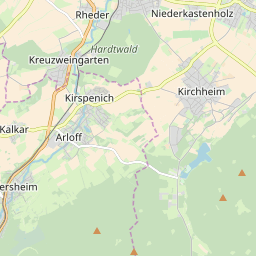 Rheder
Niederkastenholz
Hardtwald
Kreuzweingarten
Kirspenich
Kirchheim
Kalkar
Arloff
ersheim